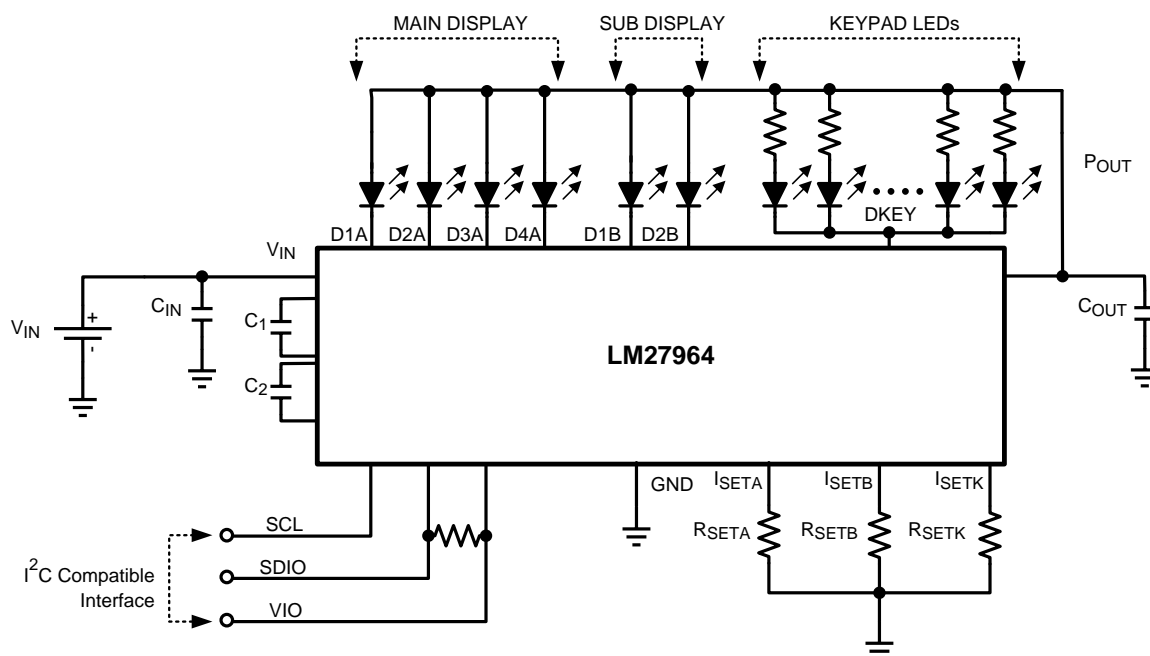 MAIN DISPLAY
SUB DISPLAY
KEYPAD LEDs
POUT
DKEY
D1A
D2A
D3A
D4A
D1B
D2B
VIN
CIN
C1
COUT
VIN
+
-
LM27964
C2
GND
ISETA
ISETB
ISETK
SCL
RSETA
RSETB
RSETK
I2C Compatible
Interface
SDIO
VIO